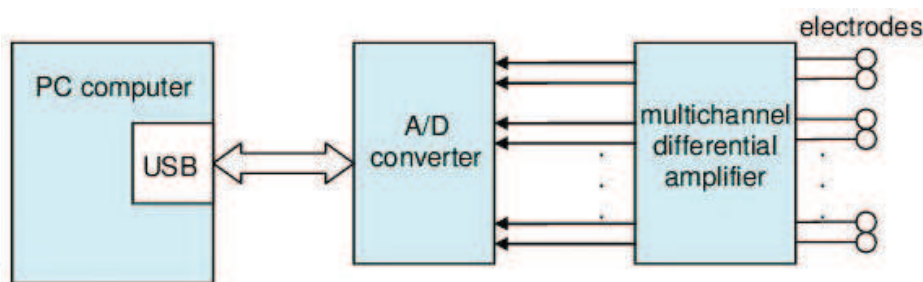 electrodes
PC computer
USB
A/D
converter
multichannel
differential
amplifier